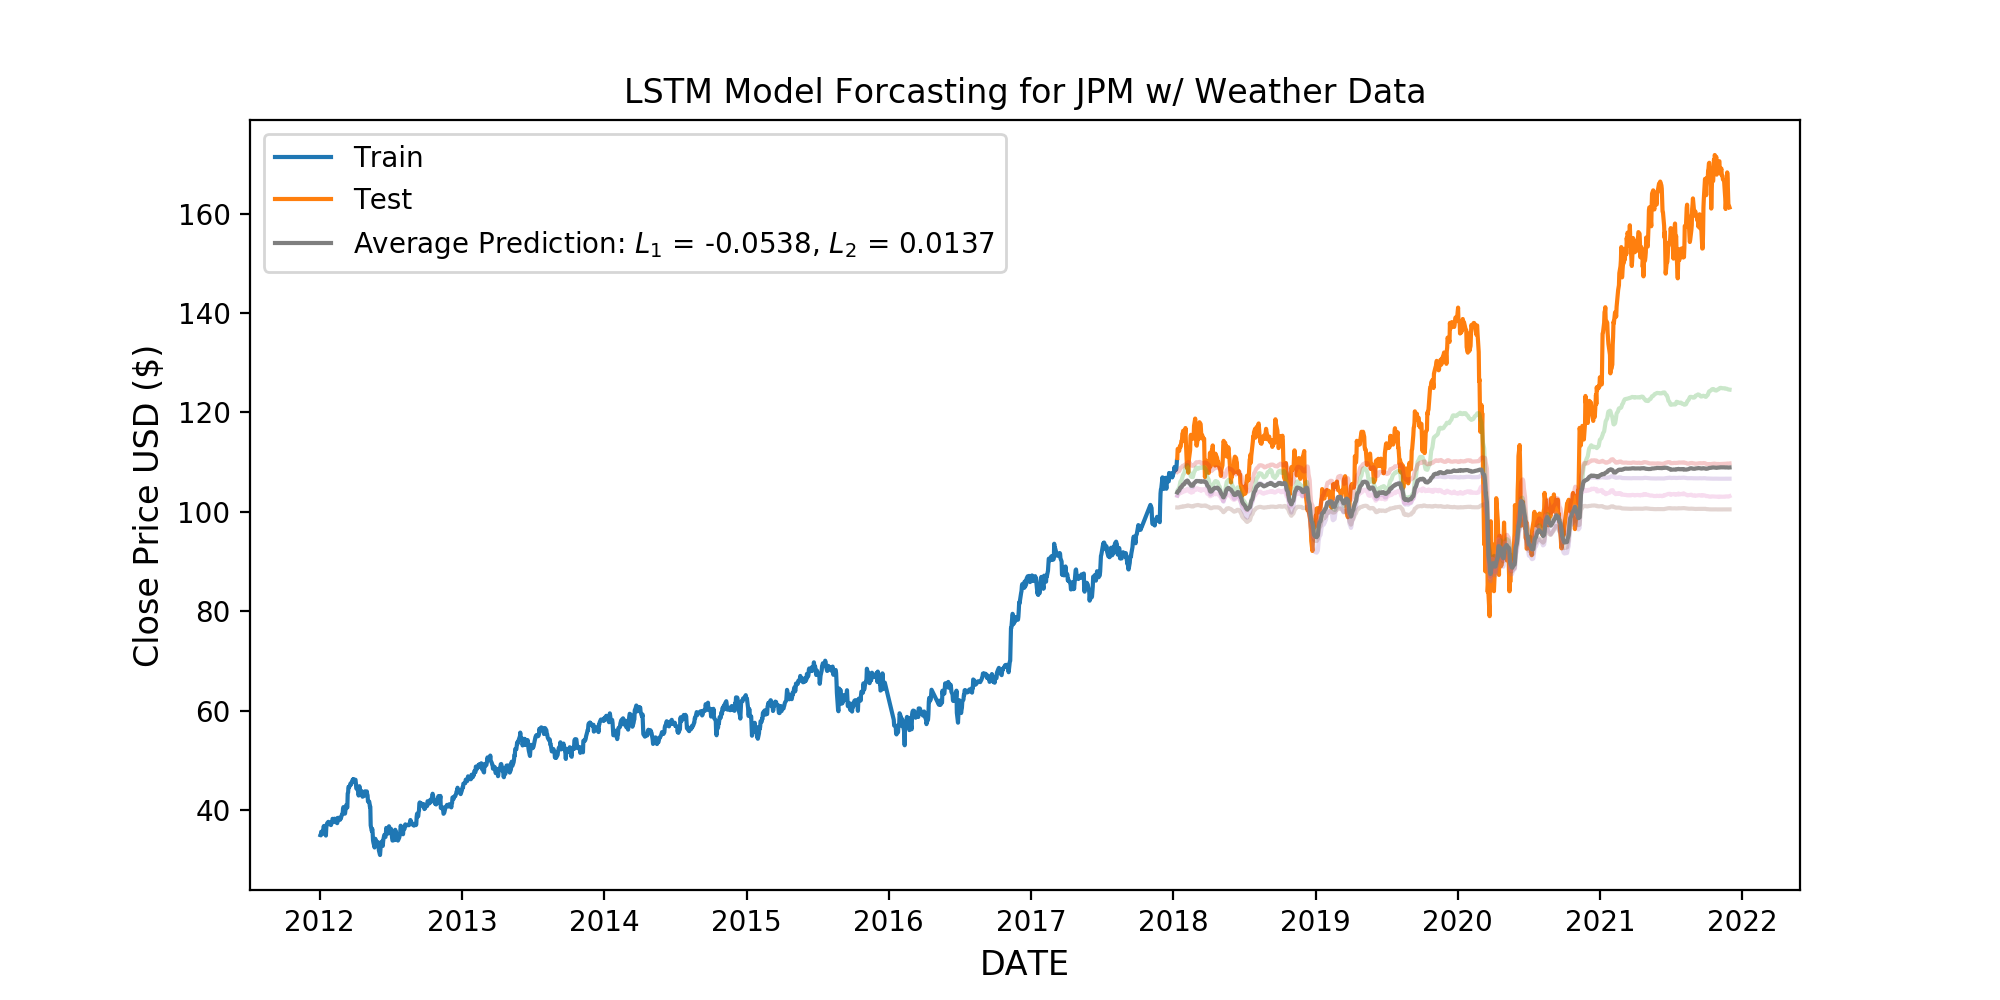 LSTM Model Forcasting for JPM w/ Weather Data
Train
Test
Average Prediction: L₁ = -0.0538, L₂ = 0.0137
Close Price USD ($)
160
140
120
100
80
60
40
2012 2013 2014 2015 2016 2017 2018 2019 2020 2021 2022
DATE